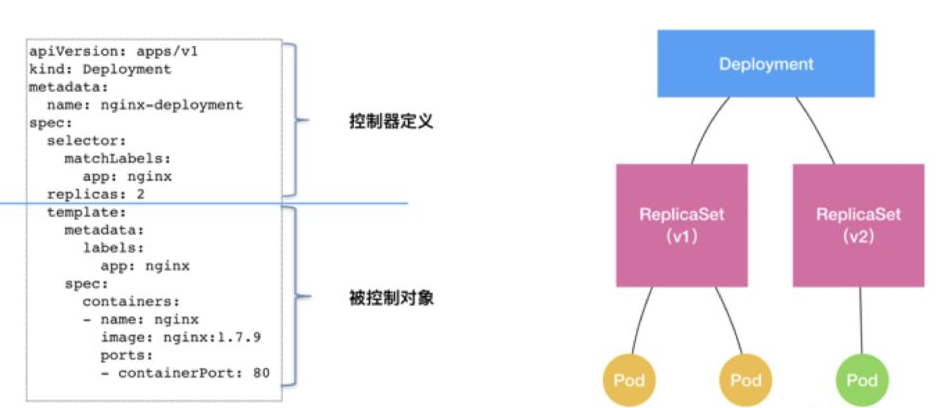 apiVersion: apps/v1
kind: Deployment
metadata:
  name: nginx-deployment
spec:
  selector:
    matchLabels:
      app: nginx
  replicas: 2
  template:
    metadata:
      labels:
        app: nginx
    spec:
      containers:
      - name: nginx
        image: nginx:1.7.9
        ports:
        - containerPort: 80
控制器定义
被控制对象
Deployment
ReplicaSet
（v1）
ReplicaSet
（v2）
Pod
Pod
Pod